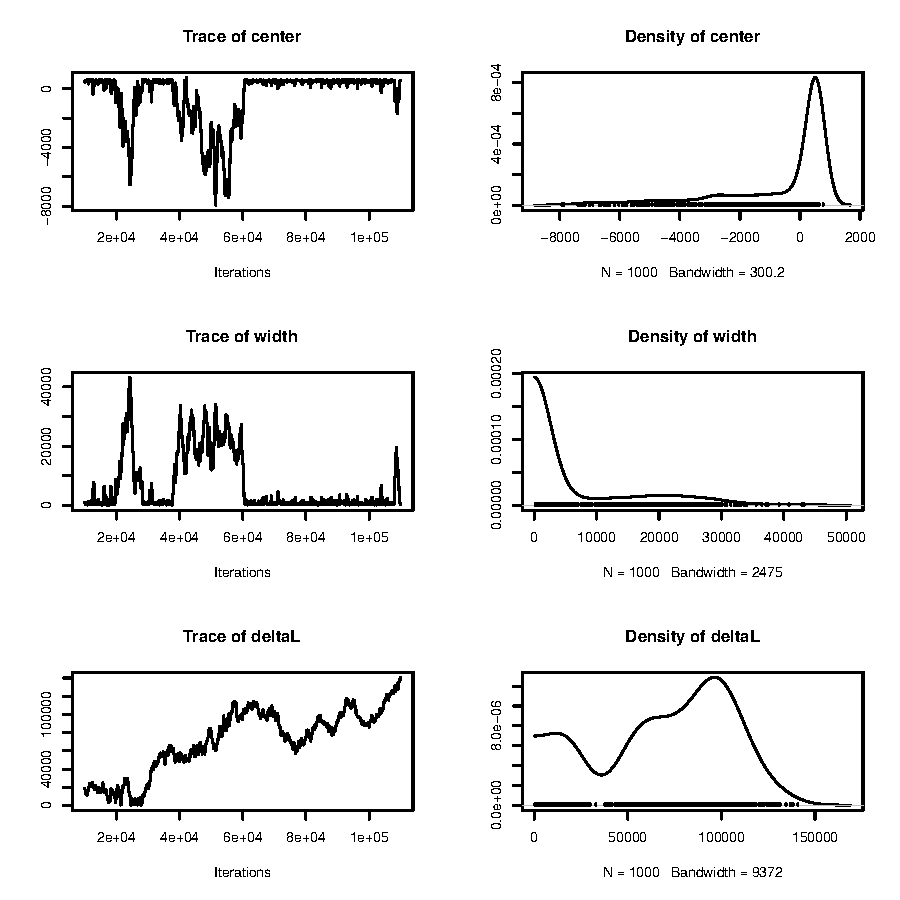 Trace of center
0
−4000
−8000
2e+04 4e+04 6e+04 8e+04 1e+05
Iterations
Density of center
8e−04
4e−04
0e+00
−8000 −6000 −4000 −2000 0 2000
N = 1000 Bandwidth = 300.2
Trace of width
40000
20000
0
2e+04 4e+04 6e+04 8e+04 1e+05
Iterations
Density of width
0.00020
0.00010
0.00000
0 10000 20000 30000 40000 50000
N = 1000 Bandwidth = 2475
Trace of deltaL
100000
40000
0
2e+04 4e+04 6e+04 8e+04 1e+05
Iterations
Density of deltaL
8.0e−06
0.0e+00
0 50000 100000 150000
N = 1000 Bandwidth = 9372